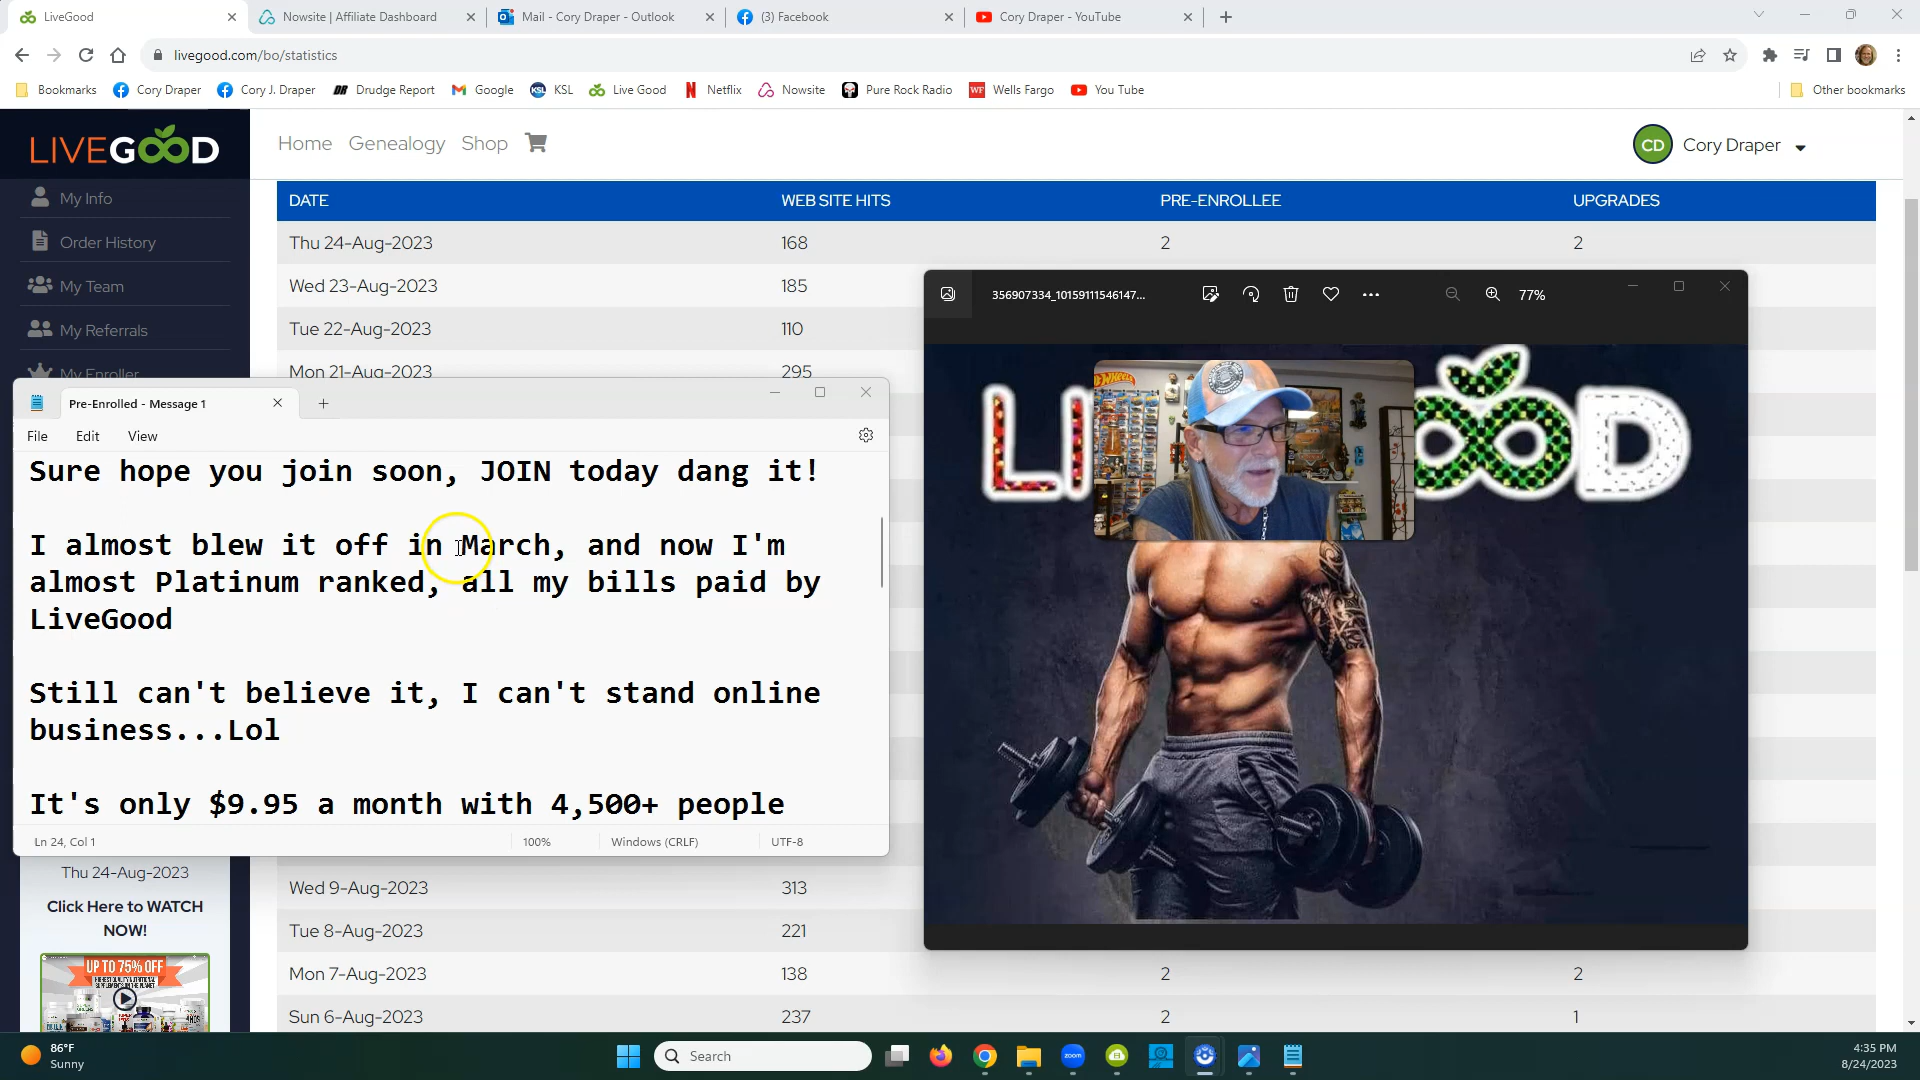 LiveGood
Nowsite | Affiliate Dashboard
Mail - Cory Draper - Outlook
(3) Facebook
Cory Draper - YouTube
livegood.com/bo/statistics
Bookmarks
Cory Draper
Cory J. Draper
Drudge Report
Google
KSL
Live Good
Netflix
Nowsite
Pure Rock Radio
Wells Fargo
You Tube
Other bookmarks
LIVEGOOD
Home
Genealogy
Shop
CD
Cory Draper
My Info
Order History
My Team
My Referrals
My Enroller
DATE
WEB SITE HITS
PRE-ENROLLEE
UPGRADES
Thu 24-Aug-2023
168
2
2
Wed 23-Aug-2023
185
Tue 22-Aug-2023
110
Mon 21-Aug-2023
295
Pre-Enrolled - Message 1
File
Edit
View
Sure hope you join soon, JOIN today dang it!
I almost blew it off in March, and now I'm
almost Platinum ranked, all my bills paid by
LiveGood
Still can't believe it, I can't stand online
business...Lol
It's only $9.95 a month with 4,500+ people
Ln 24, Col 1
100%
Windows (CRLF)
UTF-8
356907334_10159111546147...
77%
LI
OOD
Thu 24-Aug-2023
Click Here to WATCH
NOW!
UP TO 75% OFF
Wed 9-Aug-2023
313
Tue 8-Aug-2023
221
Mon 7-Aug-2023
138
2
2
Sun 6-Aug-2023
237
2
1
86°F
Sunny
Search
zoom
4:35 PM
8/24/2023